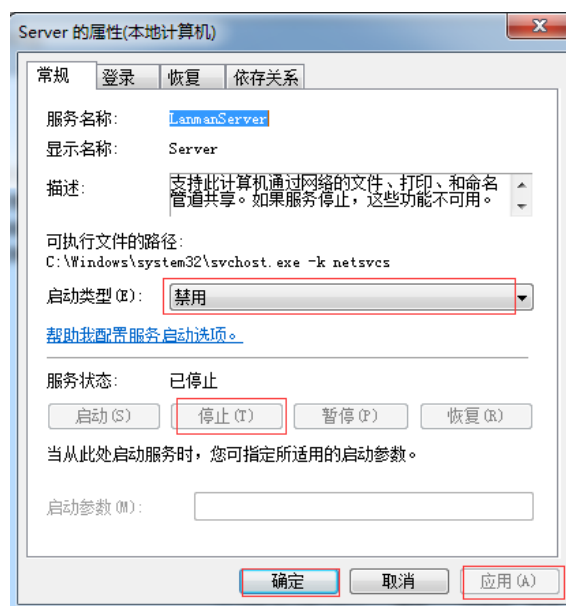 Server 的属性(本地计算机)
常规 登录 恢复 依存关系
服务名称: LanmanServer
显示名称: Server
描述: 支持此计算机通过网络的文件、打印、和命名
管道共享。如果服务停止，这些功能不可用。
可执行文件的路径:
C:\Windows\system32\svchost.exe -k netsvcs
启动类型(E): 禁用
帮助我配置服务启动选项。
服务状态: 已停止
启动(S) 停止(T) 暂停(P) 恢复(R)
当从此处启动服务时，您可指定所适用的启动参数。
启动参数(M):
确定 取消 应用(A)